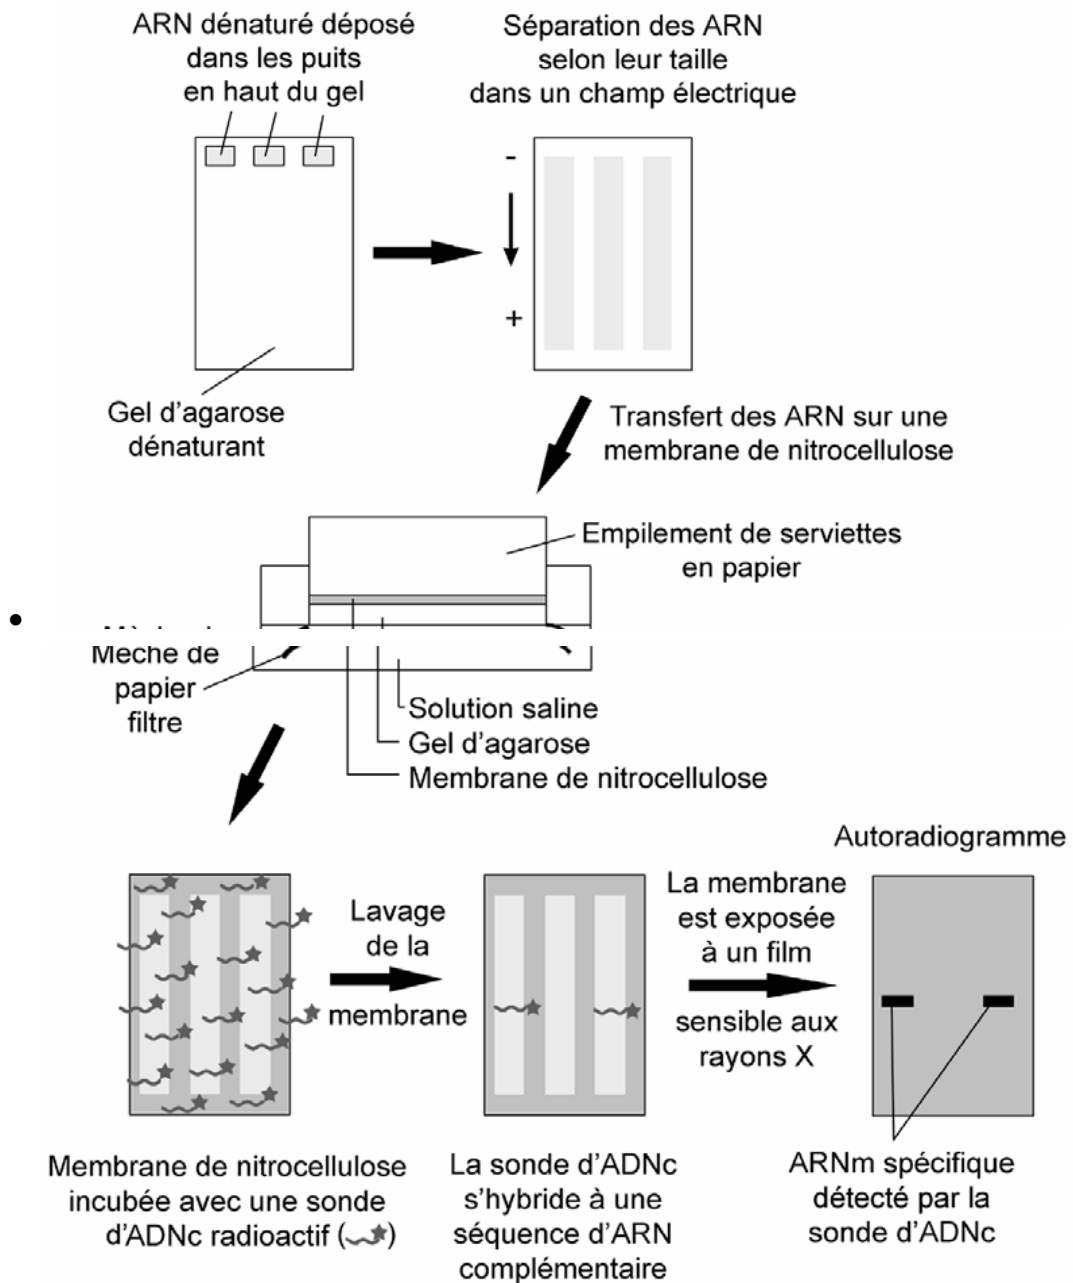 ARN dénaturé déposé
dans les puits
en haut du gel
Séparation des ARN
selon leur taille
dans un champ électrique
-
+
Gel d'agarose
dénaturant
Transfert des ARN sur une
membrane de nitrocellulose
Empilement de serviettes
en papier
•
Mèche de
papier
filtre
Solution saline
Gel d'agarose
Membrane de nitrocellulose
Lavage
de la
membrane
La membrane
est exposée
à un film
sensible aux
rayons X
Autoradiogramme
Membrane de nitrocellulose
incubée avec une sonde
d'ADNc radioactif ( )
La sonde d'ADNc
s'hybride à une
séquence d'ARN
complémentaire
ARNm spécifique
détecté par la
sonde d'ADNc